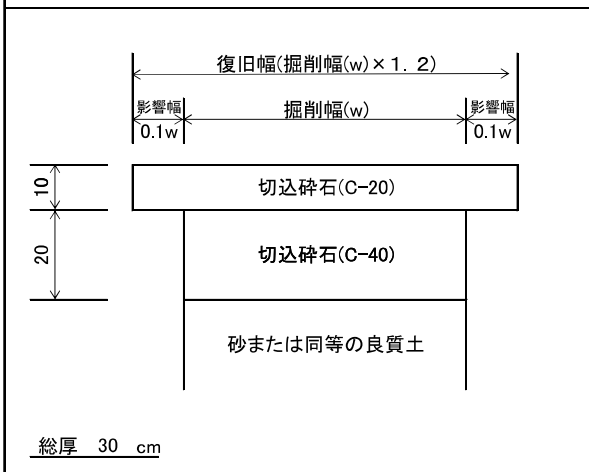 復旧幅(掘削幅(w)×1.2)
影響幅 掘削幅(w) 影響幅
0.1w 0.1w
10 切込砕石(C-20)
20 切込砕石(C-40)
砂または同等の良質土
総厚 30 cm